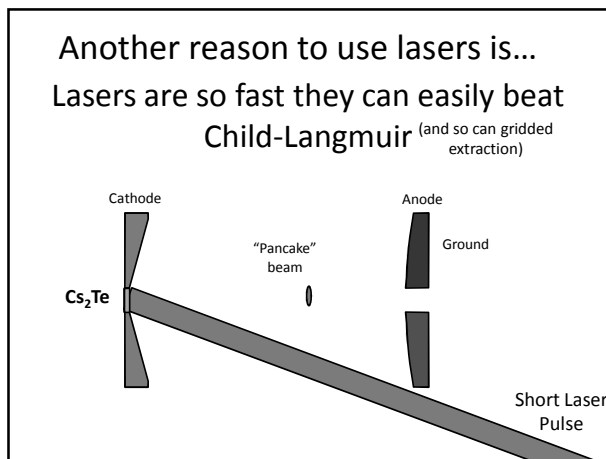 Another reason to use lasers is…
Lasers are so fast they can easily beat
Child-Langmuir (and so can gridded
extraction)
Cathode
Anode
"Pancake"
beam
Ground
Cs₂Te
Short Laser
Pulse